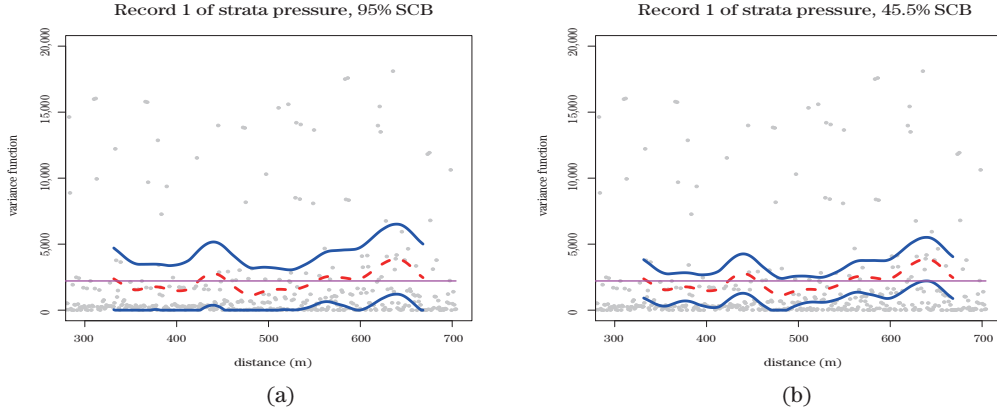 Record 1 of strata pressure, 95% SCB
20,000
15,000
10,000
5,000
0
variance function
300
400
500
600
700
distance (m)
(a)
Record 1 of strata pressure, 45.5% SCB
20,000
15,000
10,000
5,000
0
variance function
300
400
500
600
700
distance (m)
(b)